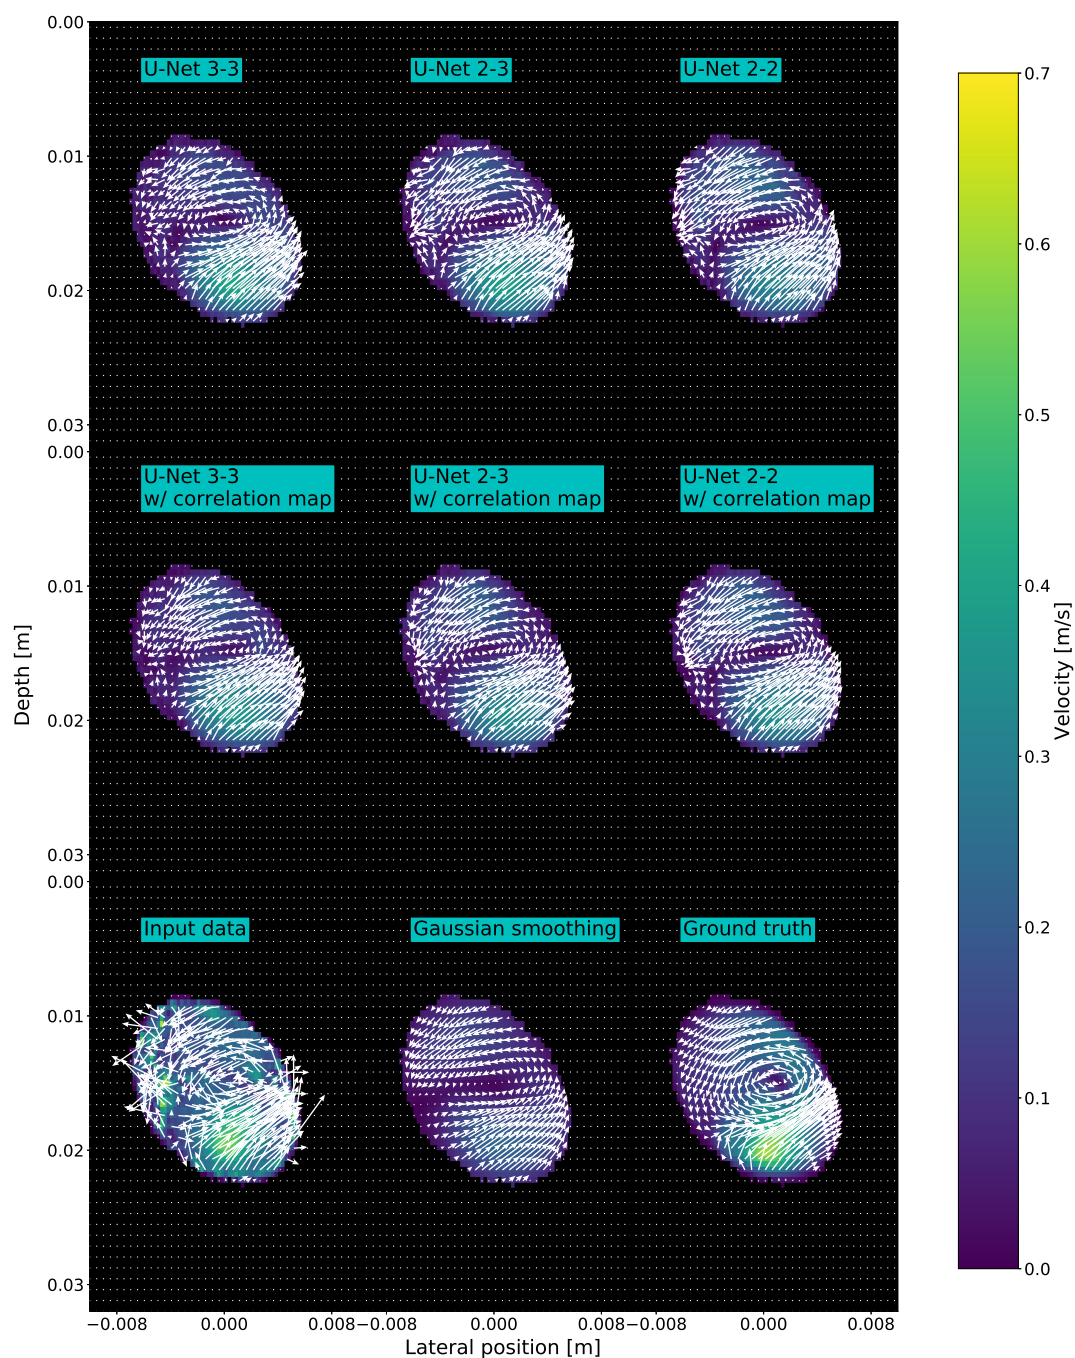 0.00
U-Net 3-3
U-Net 2-3
U-Net 2-2
0.7
0.01
0.6
0.02
0.5
0.03
0.00
U-Net 3-3
w/ correlation map
U-Net 2-3
w/ correlation map
U-Net 2-2
w/ correlation map
0.4
0.01
Depth [m]
Velocity [m/s]
0.02
0.3
0.03
0.00
Input data
Gaussian smoothing
Ground truth
0.2
0.01
0.1
0.02
0.03
0.0
−0.008 0.000 0.008 −0.008 0.000 0.008 −0.008 0.000 0.008
Lateral position [m]